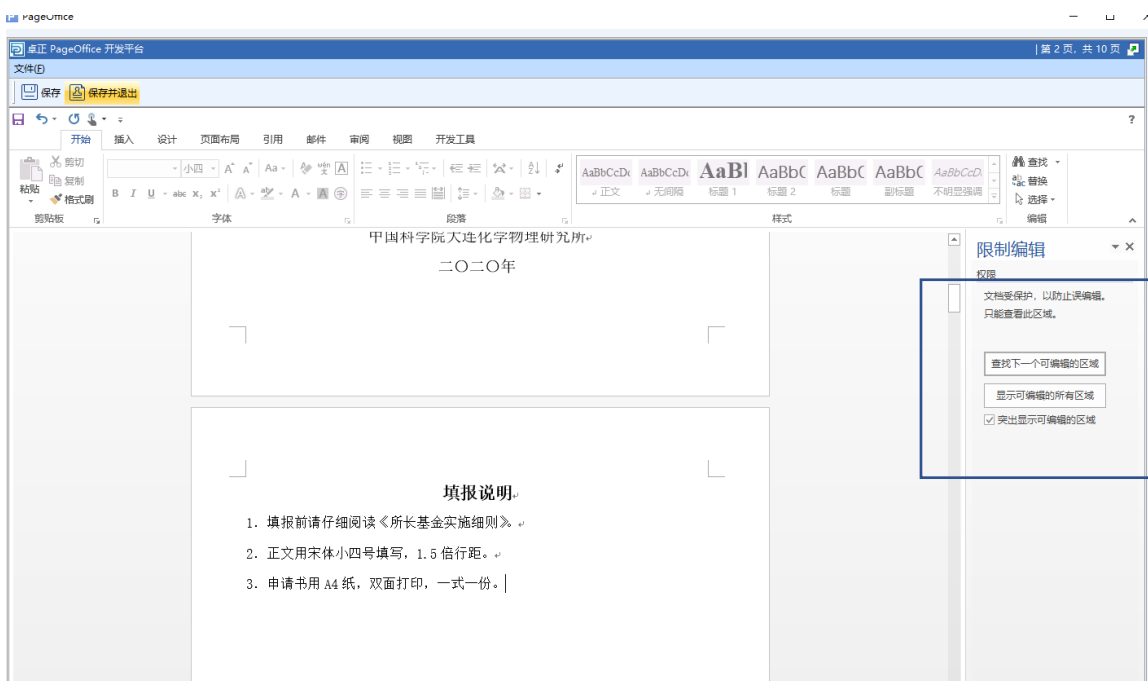 PageOffice
卓正 PageOffice 开发平台
|第 2 页, 共 10 页
文件(F)
保存 保存并退出
?
开始 插入 设计 页面布局 引用 邮件 审阅 视图 开发工具
剪切
复制
格式刷
粘贴
小四
A A Aa
wén 文 A
B I U abc x₂ x² A A A 字
AaBbCcDc AaBbCcDc AaBl AaBbC AaBbC AaBbC AaBbCcD.
正文 无间隔 标题 1 标题 2 标题 副标题 不明显强调
查找
替换
选择
剪贴板 字体 段落 样式 编辑
中国科学院大连化学物理研究所
二〇二〇年
填报说明
1. 填报前请仔细阅读《所长基金实施细则》。
2. 正文用宋体小四号填写, 1.5 倍行距。
3. 申请书用 A4 纸, 双面打印, 一式一份。
限制编辑
权限
文档受保护, 以防止误编辑。
只能查看此区域。
查找下一个可编辑的区域
显示可编辑的所有区域
突出显示可编辑的区域